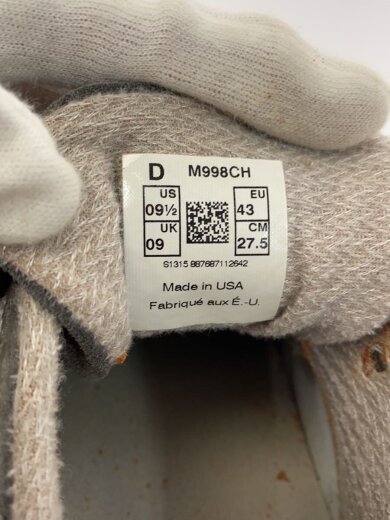 D M998CH
US 09½ EU 43
UK 09 CM 27.5
S1315 887687112642
Made in USA
Fabriqué aux É.-U.